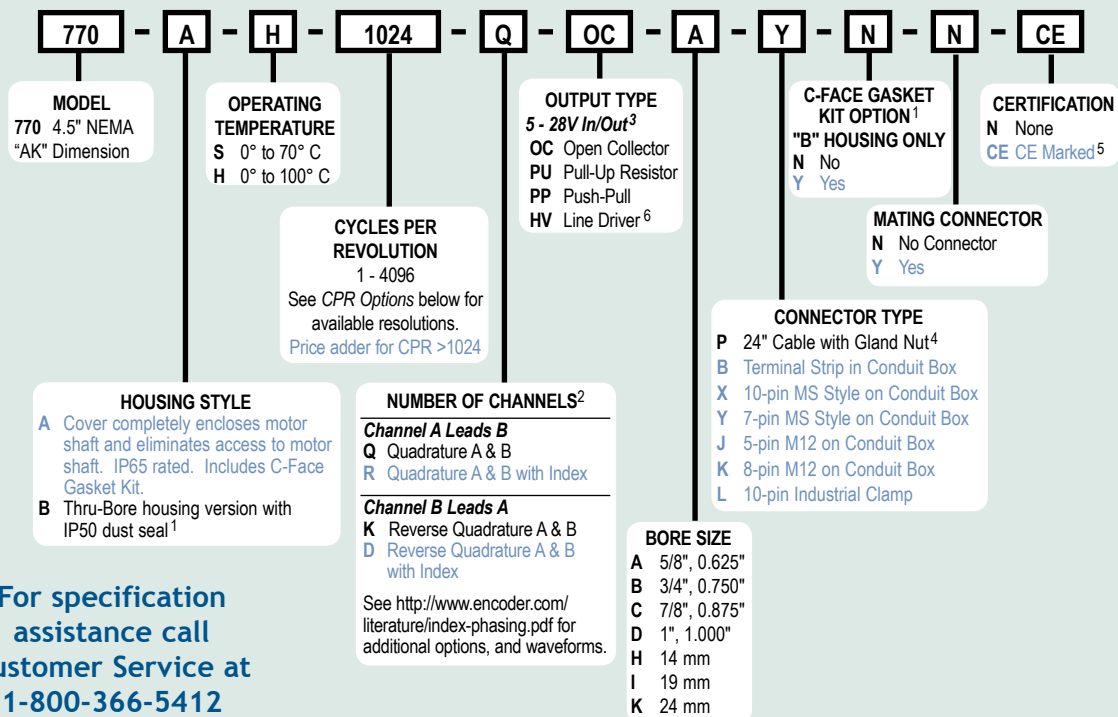 770 - A - H - 1024 - Q - OC - A - Y - N - N - CE
MODEL
770 4.5" NEMA
"AK" Dimension
OPERATING
TEMPERATURE
S 0° to 70° C
H 0° to 100° C
OUTPUT TYPE
5 - 28V In/Out3
OC Open Collector
PU Pull-Up Resistor
PP Push-Pull
HV Line Driver 6
C-FACE GASKET
KIT OPTION1
"B" HOUSING ONLY
N No
Y Yes
CERTIFICATION
N None
CE CE Marked5
CYCLES PER
REVOLUTION
1 - 4096
See CPR Options below for
available resolutions.
Price adder for CPR >1024
MATING CONNECTOR
N No Connector
Y Yes
CONNECTOR TYPE
P 24" Cable with Gland Nut4
B Terminal Strip in Conduit Box
X 10-pin MS Style on Conduit Box
Y 7-pin MS Style on Conduit Box
J 5-pin M12 on Conduit Box
K 8-pin M12 on Conduit Box
L 10-pin Industrial Clamp
HOUSING STYLE
A Cover completely encloses motor
shaft and eliminates access to motor
shaft. IP65 rated. Includes C-Face
Gasket Kit.
B Thru-Bore housing version with
IP50 dust seal1
NUMBER OF CHANNELS2
Channel A Leads B
Q Quadrature A & B
R Quadrature A & B with Index
Channel B Leads A
K Reverse Quadrature A & B
D Reverse Quadrature A & B
with Index
See http://www.encoder.com/
literature/index-phasing.pdf for
additional options, and waveforms.
BORE SIZE
A 5/8", 0.625"
B 3/4", 0.750"
C 7/8", 0.875"
D 1", 1.000"
H 14 mm
I 19 mm
K 24 mm
For specification
assistance call
ustomer Service at
1-800-366-5412